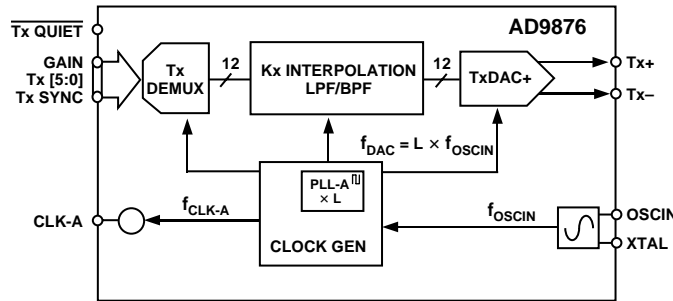 Tx QUIET
AD9876
GAIN
Tx [5:0]
Tx SYNC
Tx
DEMUX
12
Kx INTERPOLATION
LPF/BPF
12
TxDAC+
Tx+
Tx–
fDAC = L × fOSCIN
PLL-A
× L
CLK-A
fCLK-A
CLOCK GEN
fOSCIN
OSCIN
XTAL